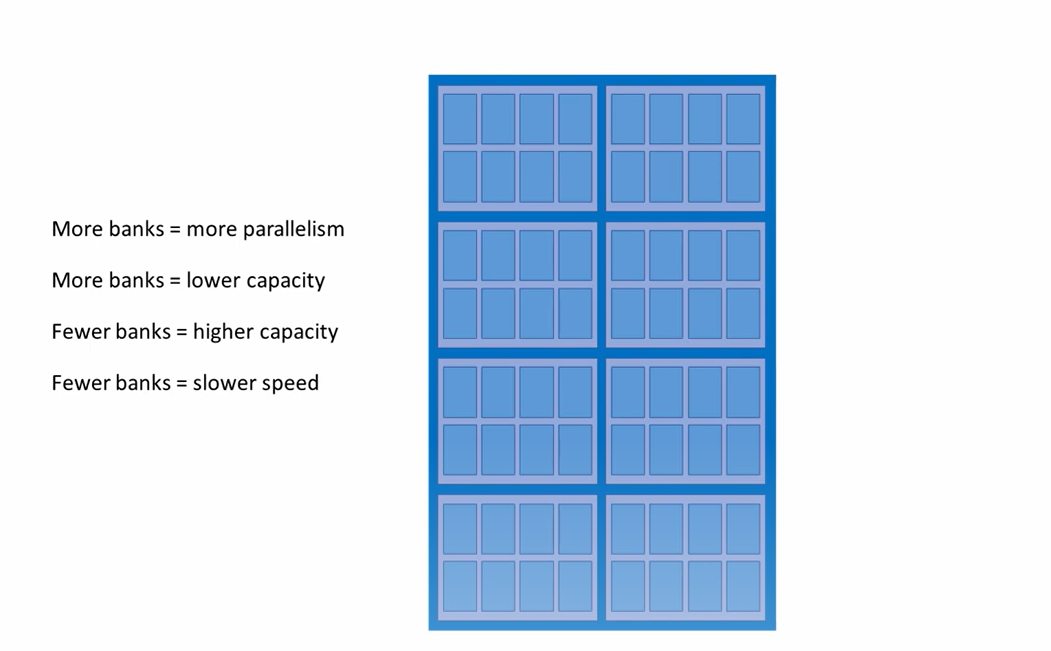 More banks = more parallelism
More banks = lower capacity
Fewer banks = higher capacity
Fewer banks = slower speed